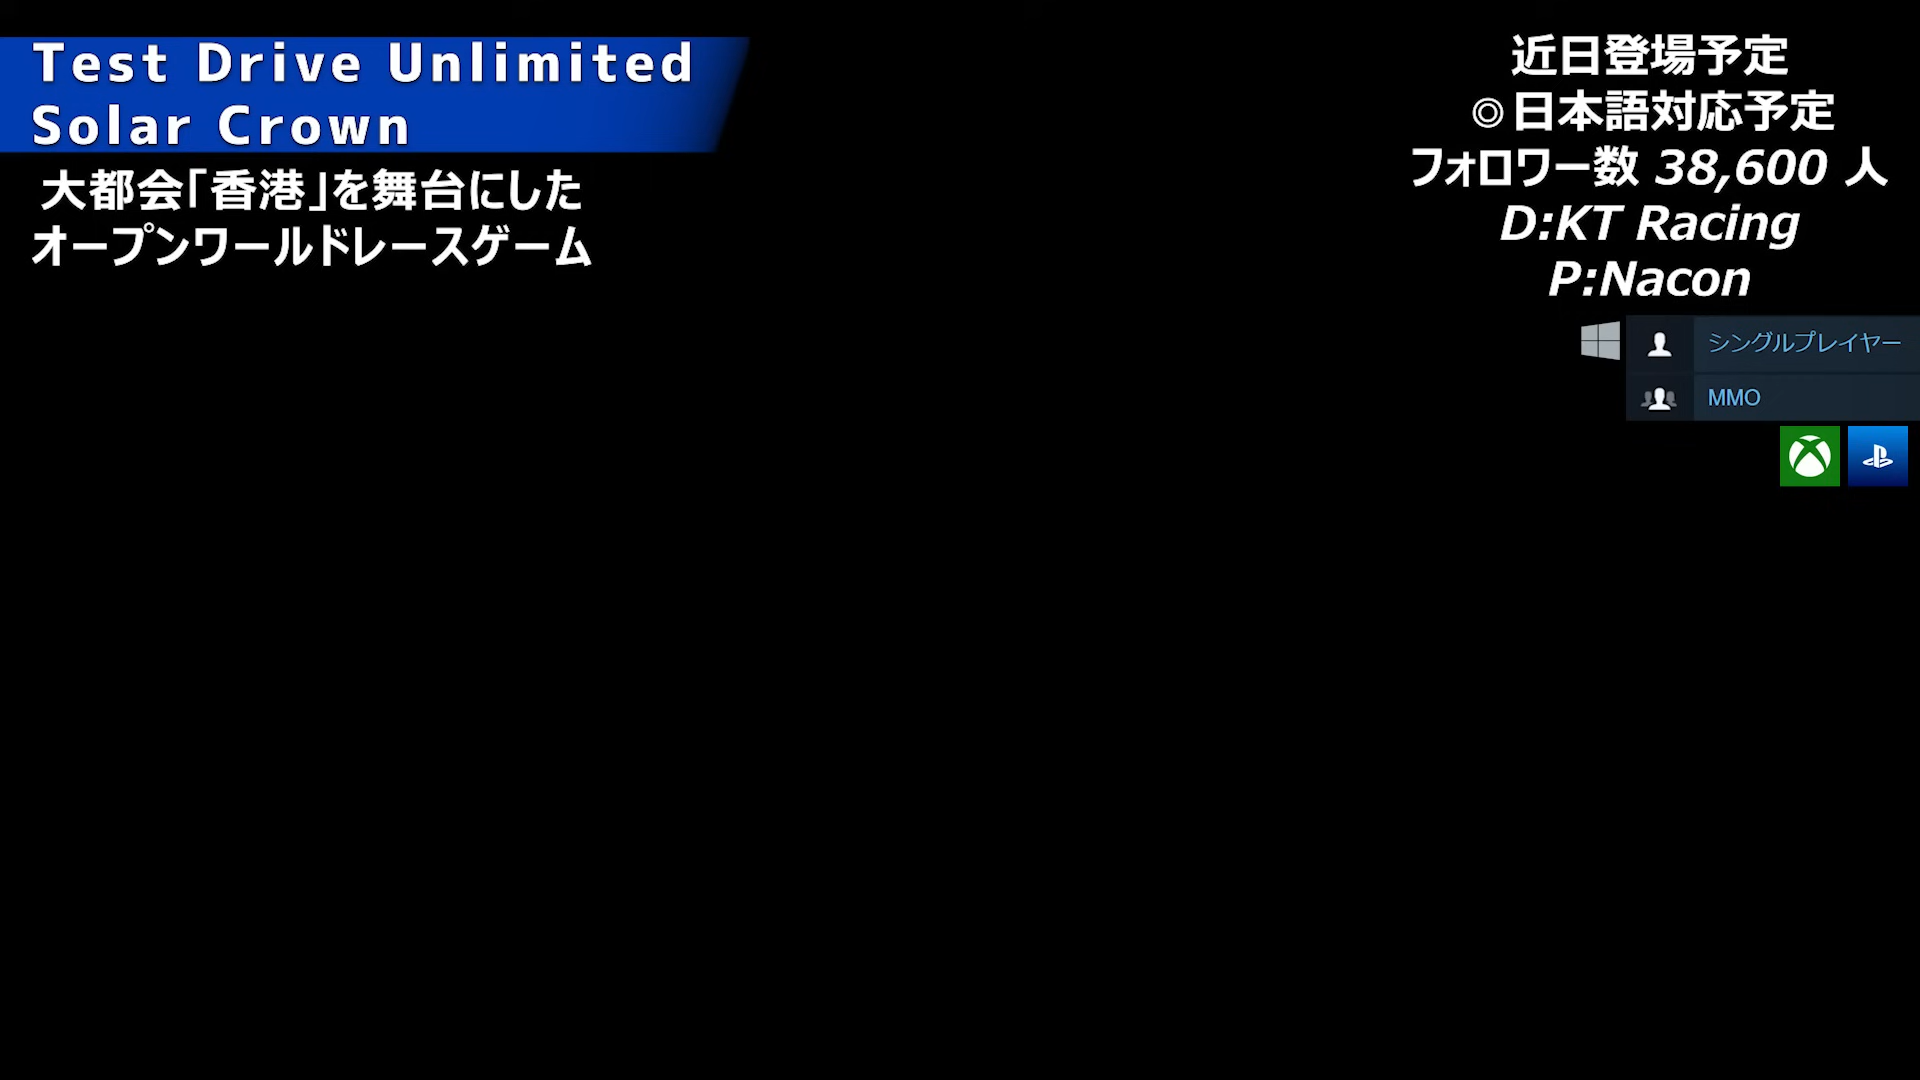 Test Drive Unlimited
Solar Crown
大都会「香港」を舞台にした
オープンワールドレースゲーム
近日登場予定
◎日本語対応予定
フォロワー数 38,600 人
D:KT Racing
P:Nacon
シングルプレイヤー
MMO